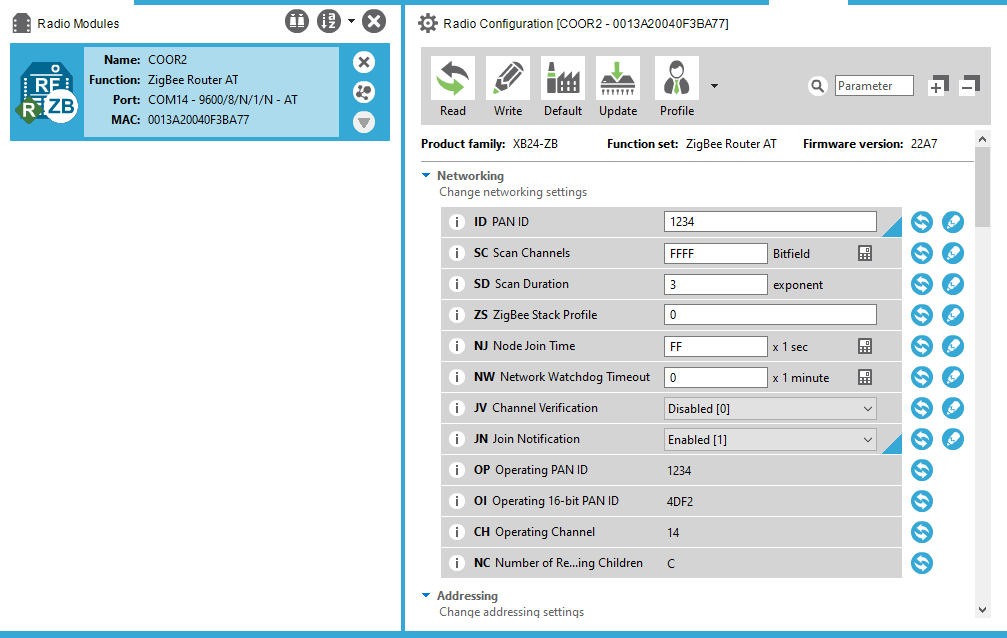 Radio Modules
Name: COOR2
Function: ZigBee Router AT
Port: COM14 - 9600/8/N/1/N - AT
MAC: 0013A20040F3BA77
RF
R ZB
Radio Configuration [COOR2 - 0013A20040F3BA77]
Read Write Default Update Profile Parameter
Product family: XB24-ZB Function set: ZigBee Router AT Firmware version: 22A7
Networking
Change networking settings
i ID PAN ID 1234
i SC Scan Channels FFFF Bitfield
i SD Scan Duration 3 exponent
i ZS ZigBee Stack Profile 0
i NJ Node Join Time FF x 1 sec
i NW Network Watchdog Timeout 0 x 1 minute
i JV Channel Verification Disabled [0]
i JN Join Notification Enabled [1]
i OP Operating PAN ID 1234
i OI Operating 16-bit PAN ID 4DF2
i CH Operating Channel 14
i NC Number of Re...ing Children C
Addressing
Change addressing settings